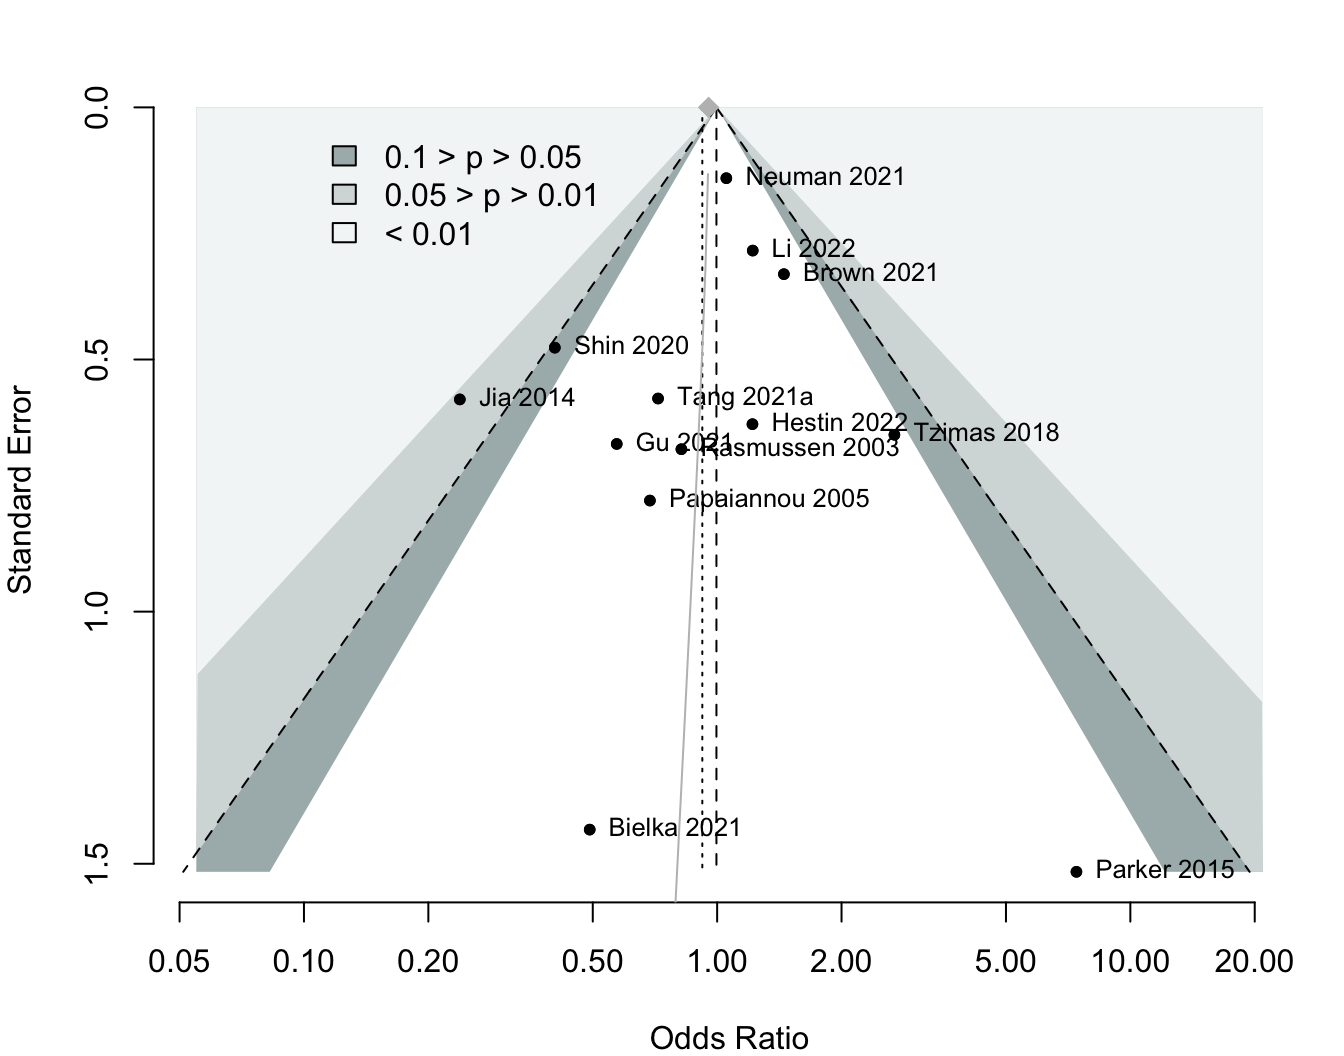 0.0
0.5
1.0
1.5
Standard Error
0.1 > p > 0.05
0.05 > p > 0.01
< 0.01
Neuman 2021
Li 2022
Brown 2021
Shin 2020
Jia 2014
Tang 2021a
Hestin 2022
Tzimas 2018
Gu 2021
Rasmussen 2003
Papaiannou 2005
Bielka 2021
Parker 2015
0.05 0.10 0.20 0.50 1.00 2.00 5.00 10.00 20.00
Odds Ratio